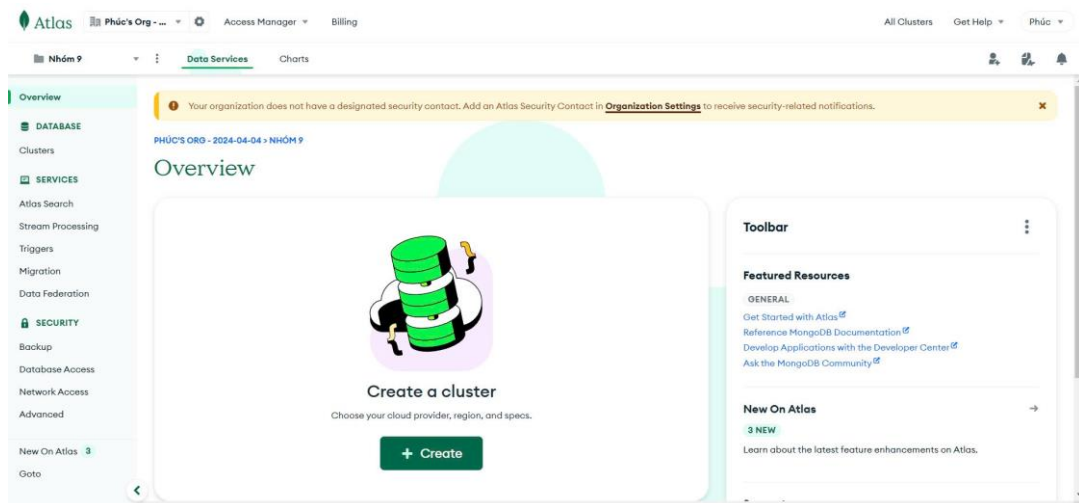 Atlas
Phúc's Org - ...
Access Manager
Billing
All Clusters
Get Help
Phúc
Nhóm 9
Data Services
Charts
Overview
DATABASE
Clusters
SERVICES
Atlas Search
Stream Processing
Triggers
Migration
Data Federation
SECURITY
Backup
Database Access
Network Access
Advanced
New On Atlas 3
Goto
Your organization does not have a designated security contact. Add an Atlas Security Contact in Organization Settings to receive security-related notifications.
PHÚC'S ORG - 2024-04-04 > NHÓM 9
Overview
Create a cluster
Choose your cloud provider, region, and specs.
+ Create
Toolbar
Featured Resources
GENERAL
Get Started with Atlas
Reference MongoDB Documentation
Develop Applications with the Developer Center
Ask the MongoDB Community
New On Atlas
3 NEW
Learn about the latest feature enhancements on Atlas.